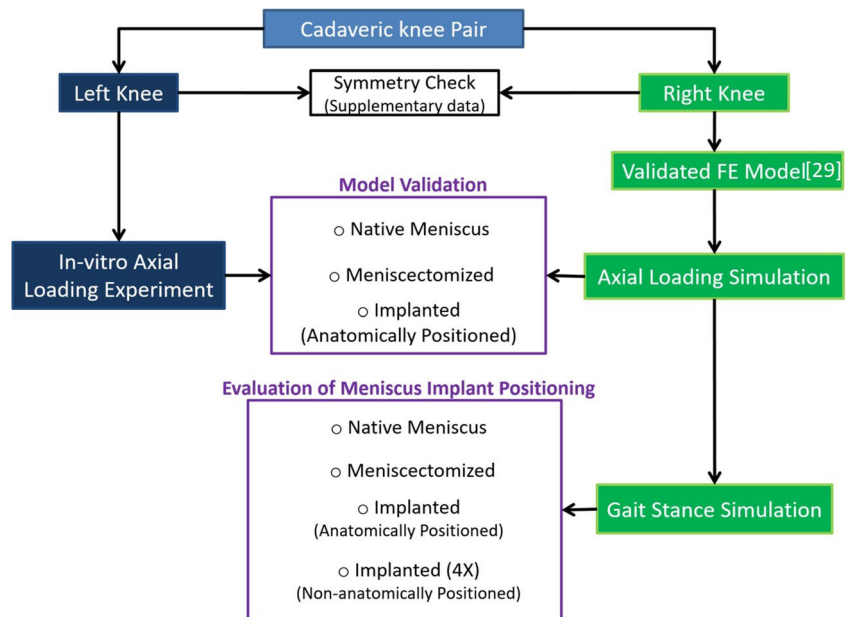 Cadaveric knee Pair
Left Knee
Symmetry Check
(Supplementary data)
Right Knee
Validated FE Model[29]
Model Validation
○ Native Meniscus
○ Meniscectomized
○ Implanted
(Anatomically Positioned)
In-vitro Axial
Loading Experiment
Axial Loading Simulation
Evaluation of Meniscus Implant Positioning
○ Native Meniscus
○ Meniscectomized
○ Implanted
(Anatomically Positioned)
○ Implanted (4X)
(Non-anatomically Positioned)
Gait Stance Simulation